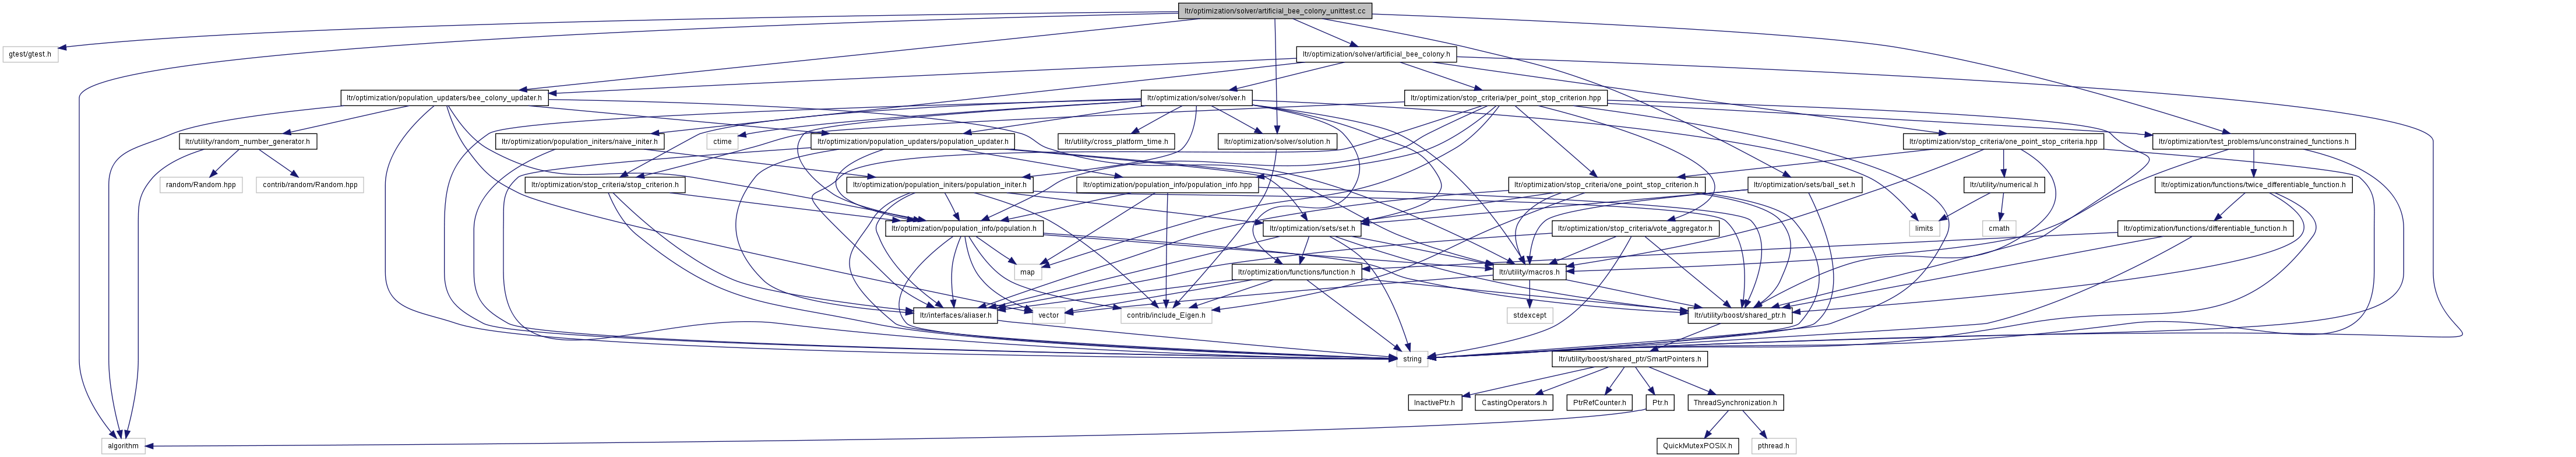 ltr/optimization/solver/artificial_bee_colony_unittest.cc
gtest/gtest.h
ltr/optimization/solver/artificial_bee_colony.h
ltr/optimization/population_updaters/bee_colony_updater.h
ltr/optimization/solver/solver.h
ltr/optimization/stop_criteria/per_point_stop_criterion.hpp
ltr/utility/random_number_generator.h
ltr/optimization/population_initers/naive_initer.h
ctime
ltr/optimization/population_updaters/population_updater.h
ltr/utility/cross_platform_time.h
ltr/optimization/solver/solution.h
ltr/optimization/stop_criteria/one_point_stop_criteria.hpp
ltr/optimization/test_problems/unconstrained_functions.h
random/Random.hpp
contrib/random/Random.hpp
ltr/optimization/stop_criteria/stop_criterion.h
ltr/optimization/population_initers/population_initer.h
ltr/optimization/population_info/population_info.hpp
ltr/optimization/stop_criteria/one_point_stop_criterion.h
ltr/optimization/sets/ball_set.h
ltr/utility/numerical.h
ltr/optimization/functions/twice_differentiable_function.h
ltr/optimization/population_info/population.h
ltr/optimization/sets/set.h
ltr/optimization/stop_criteria/vote_aggregator.h
limits
cmath
ltr/optimization/functions/differentiable_function.h
map
ltr/optimization/functions/function.h
ltr/utility/macros.h
ltr/interfaces/aliaser.h
vector
contrib/include_Eigen.h
stdexcept
ltr/utility/boost/shared_ptr.h
string
ltr/utility/boost/shared_ptr/SmartPointers.h
InactivePtr.h
CastingOperators.h
PtrRefCounter.h
Ptr.h
ThreadSynchronization.h
algorithm
QuickMutexPOSIX.h
pthread.h